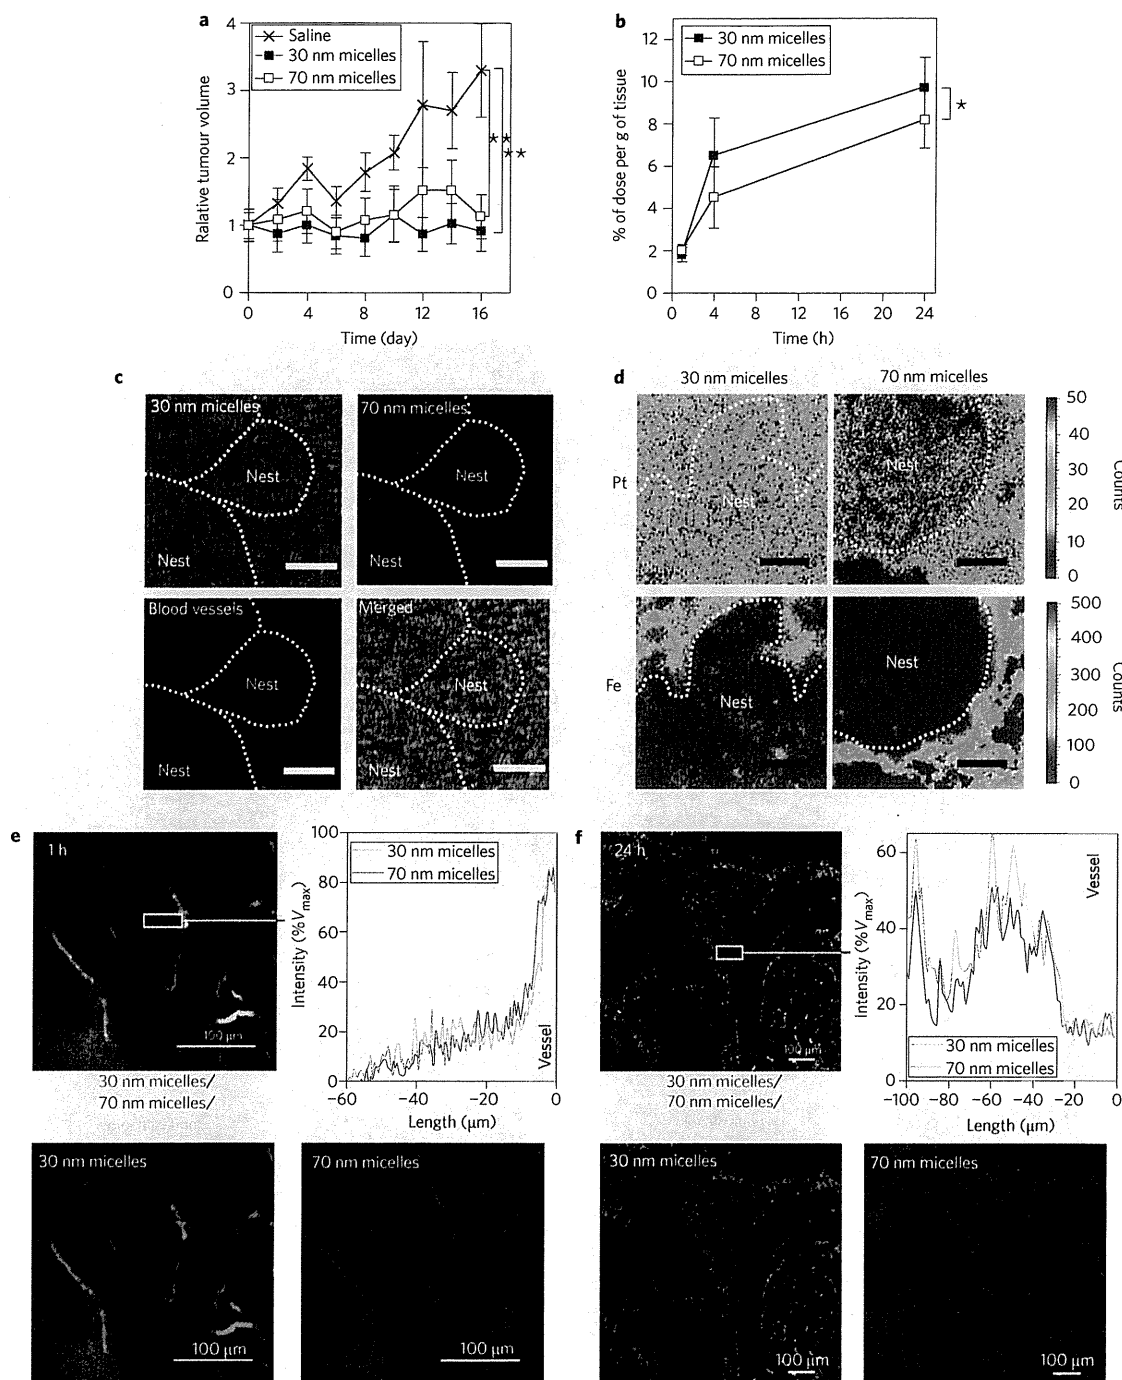 a
4
3
2
1
0
Saline
30 nm micelles
70 nm micelles
Ralative tumour volume
0
4
8
12
16
Time (day)
b
12
10
8
6
4
2
0
30 nm micelles
70 nm micelles
% of dose per g of tissue
0
4
8
12
16
20
24
Time (h)
c
30 nm micelles
Nest
Nest
70 nm micelles
Nest
Blood vessels
Nest
Nest
Merged
Nest
Nest
d
30 nm micelles
70 nm micelles
Pt
Nest
Nest
50
40
30
20
10
0
Counts
Fe
Nest
Nest
500
400
300
200
100
0
Counts
e
1 h
100 µm
30 nm micelles/
70 nm micelles/
100
80
60
40
20
0
30 nm micelles
70 nm micelles
Intensity (%Vmax)
Vessel
−60
−40
−20
0
Length (µm)
f
24 h
100 µm
30 nm micelles/
70 nm micelles/
60
40
20
0
Intensity (%Vmax)
Vessel
30 nm micelles
70 nm micelles
−100
−80
−60
−40
−20
0
Length (µm)
30 nm micelles
100 µm
70 nm micelles
100 µm
30 nm micelles
100 µm
70 nm micelles
100 µm